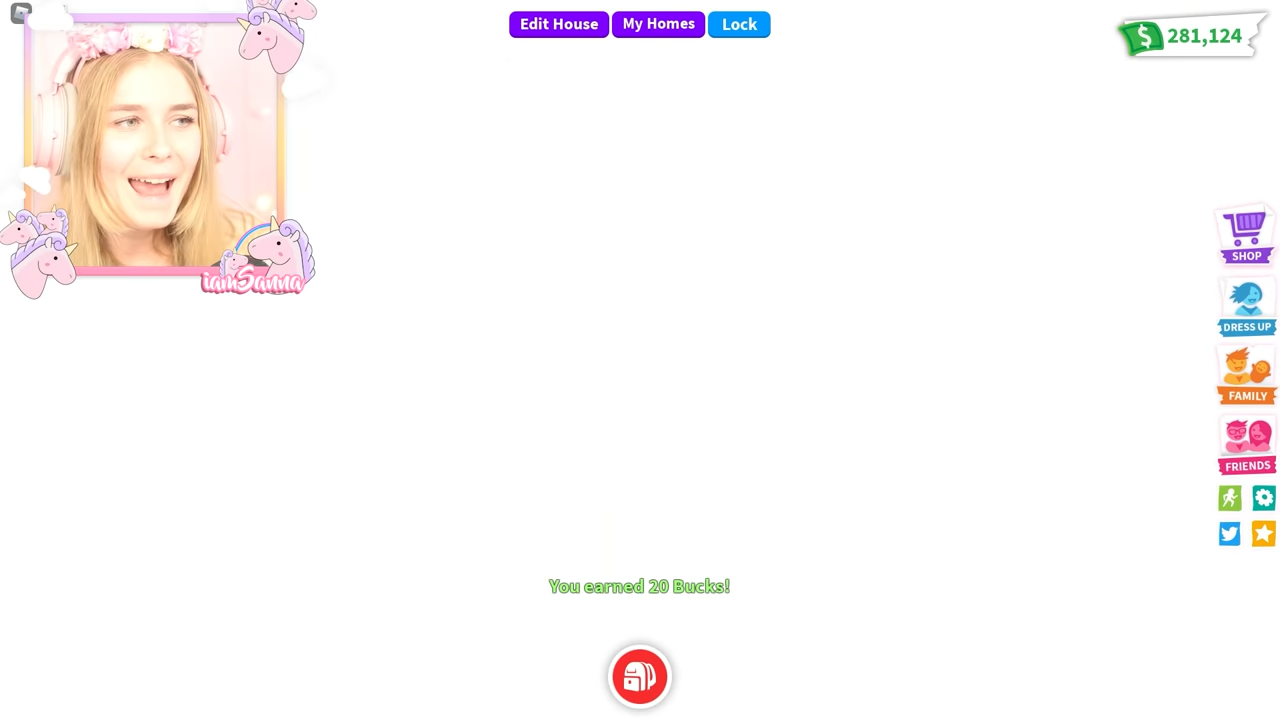 Edit House
My Homes
Lock
$ 281,124
iamSanna
SHOP
DRESS UP
FAMILY
FRIENDS
You earned 20 Bucks!